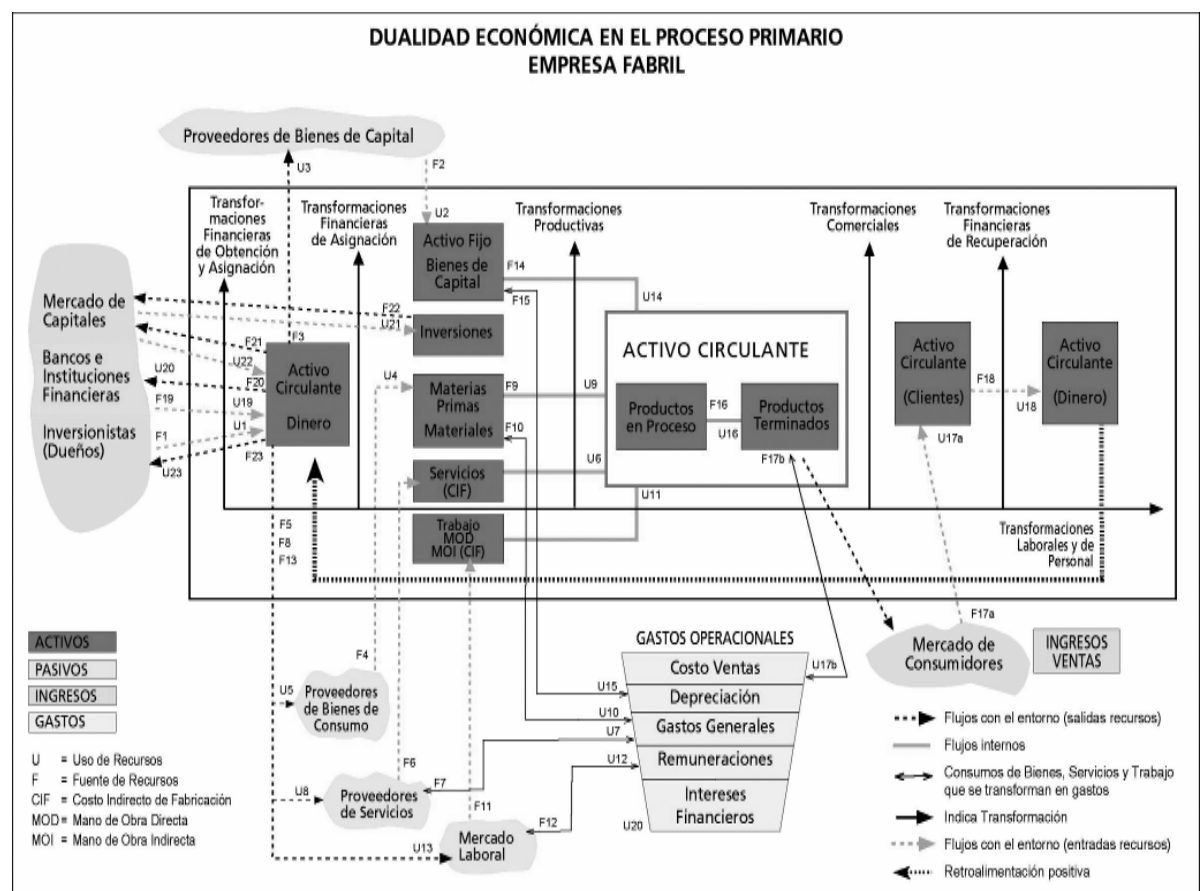 DUALIDAD ECONÓMICA EN EL PROCESO PRIMARIO
EMPRESA FABRIL
Proveedores de Bienes de Capital
U3
F2
U2
Transfor-
maciones
Financieras
de Obtención
y Asignación
Transformaciones
Financieras
de Asignación
Transformaciones
Productivas
Transformaciones
Comerciales
Transformaciones
Financieras
de Recuperación
Activo Fijo
Bienes de
Capital
F14
F15
U14
Mercado de
Capitales
Bancos e
Instituciones
Financieras
Inversionistas
(Dueños)
F22
U21
Inversiones
F21
F3
U22
U20
F20
F19
U19
F1
U1
F23
U23
Activo
Circulante
Dinero
U4
Materias
Primas
Materiales
F9
F10
U9
ACTIVO CIRCULANTE
Productos
en Proceso
F16
U16
Productos
Terminados
F17b
Activo
Circulante
(Clientes)
F18
U18
U17a
Activo
Circulante
(Dinero)
Servicios
(CIF)
U6
U11
Trabajo
MOD
MOI (CIF)
F5
F8
F13
Transformaciones
Laborales y de
Personal
F17a
ACTIVOS
PASIVOS
INGRESOS
GASTOS
U = Uso de Recursos
F = Fuente de Recursos
CIF = Costo Indirecto de Fabricación
MOD = Mano de Obra Directa
MOI = Mano de Obra Indirecta
F4
U5
Proveedores
de Bienes de
Consumo
F6
U8
Proveedores
de Servicios
F7
F11
U13
Mercado
Laboral
F12
GASTOS OPERACIONALES
Costo Ventas
U17b
U15
Depreciación
U10
Gastos Generales
U7
Remuneraciones
U12
Intereses
Financieros
U20
Mercado de
Consumidores
INGRESOS
VENTAS
Flujos con el entorno (salidas recursos)
Flujos internos
Consumos de Bienes, Servicios y Trabajo
que se transforman en gastos
Indica Transformación
Flujos con el entorno (entradas recursos)
Retroalimentación positiva